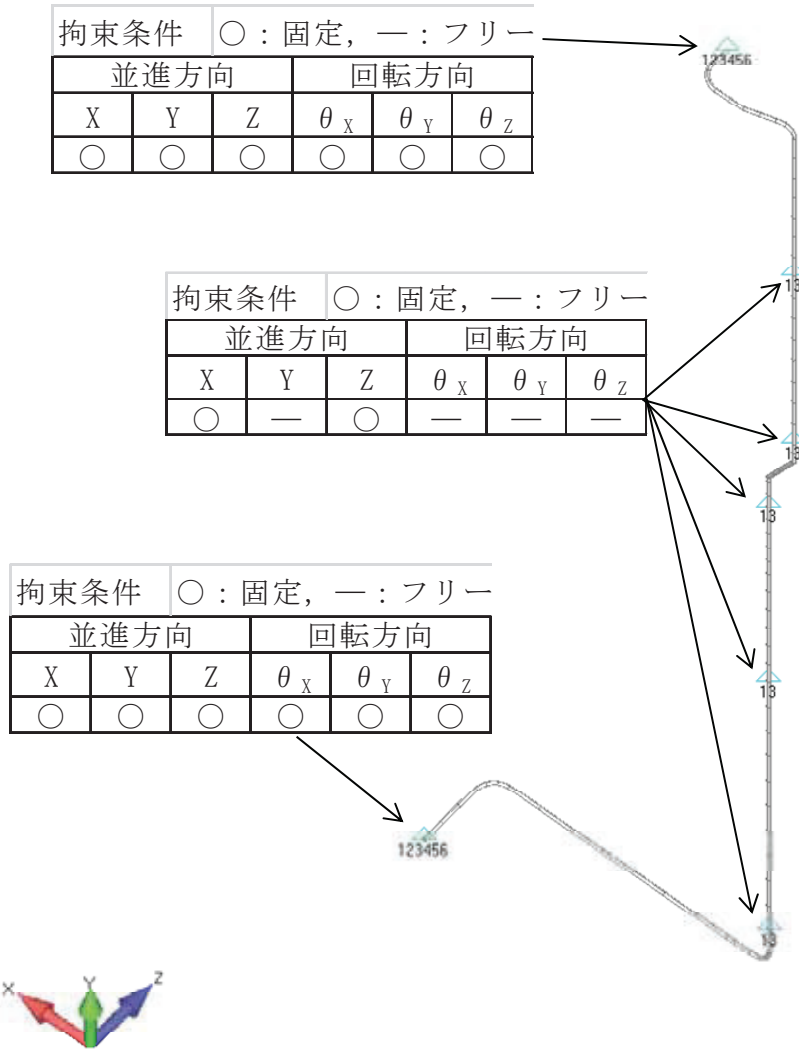 拘束条件 ○：固定，―：フリー
並進方向 回転方向
X Y Z θX θY θZ
○ ○ ○ ○ ○ ○
123456
拘束条件 ○：固定，―：フリー
並進方向 回転方向
X Y Z θX θY θZ
○ ― ○ ― ― ―
13
13
13
13
拘束条件 ○：固定，―：フリー
並進方向 回転方向
X Y Z θX θY θZ
○ ○ ○ ○ ○ ○
123456
13
X Y Z